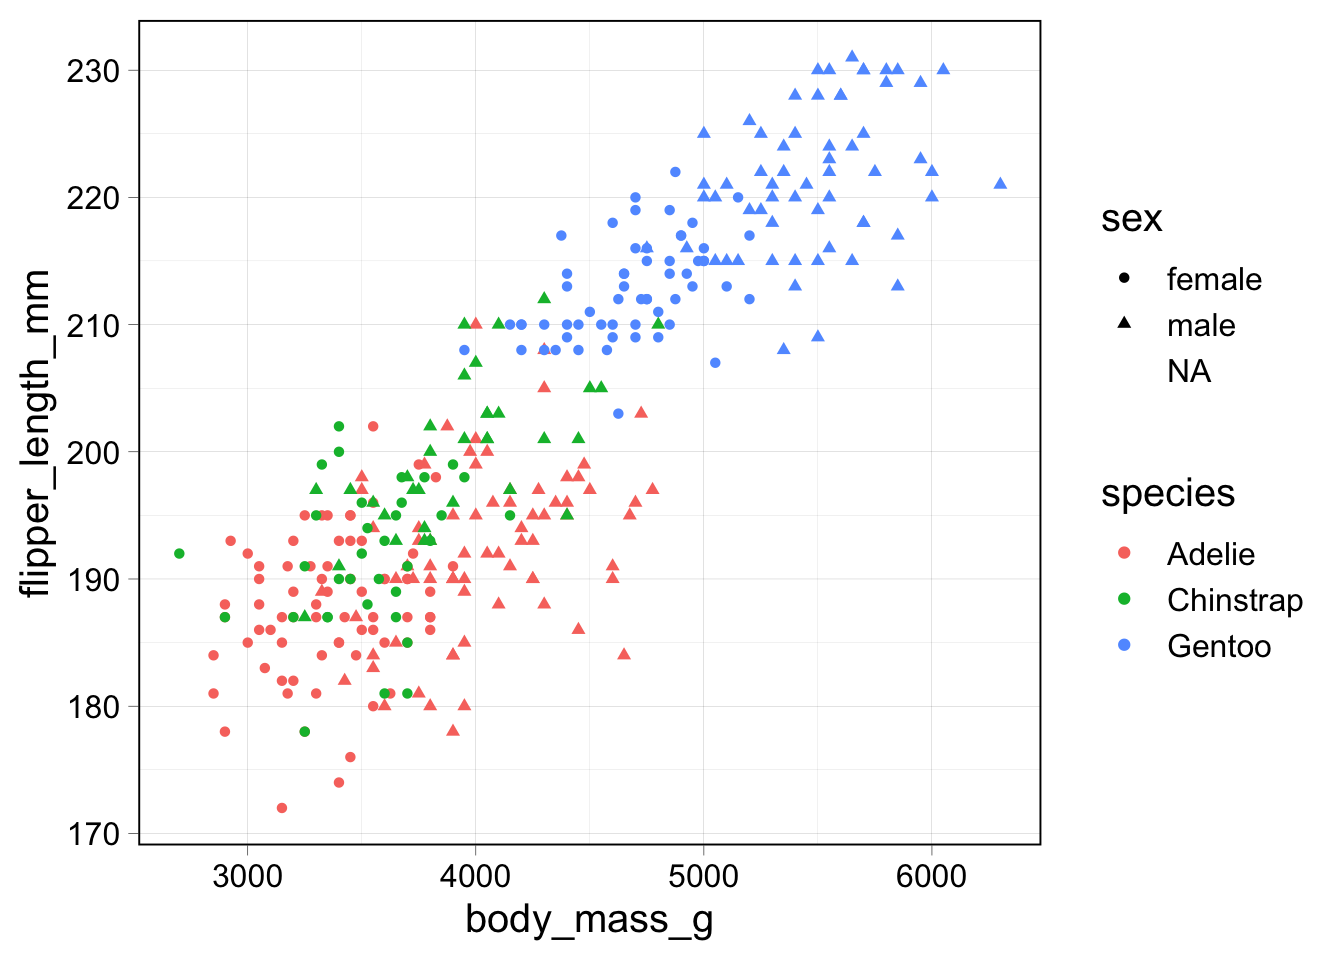 230
220
210
200
190
180
170
flipper_length_mm
3000 4000 5000 6000
body_mass_g
sex
female
male
NA
species
Adelie
Chinstrap
Gentoo